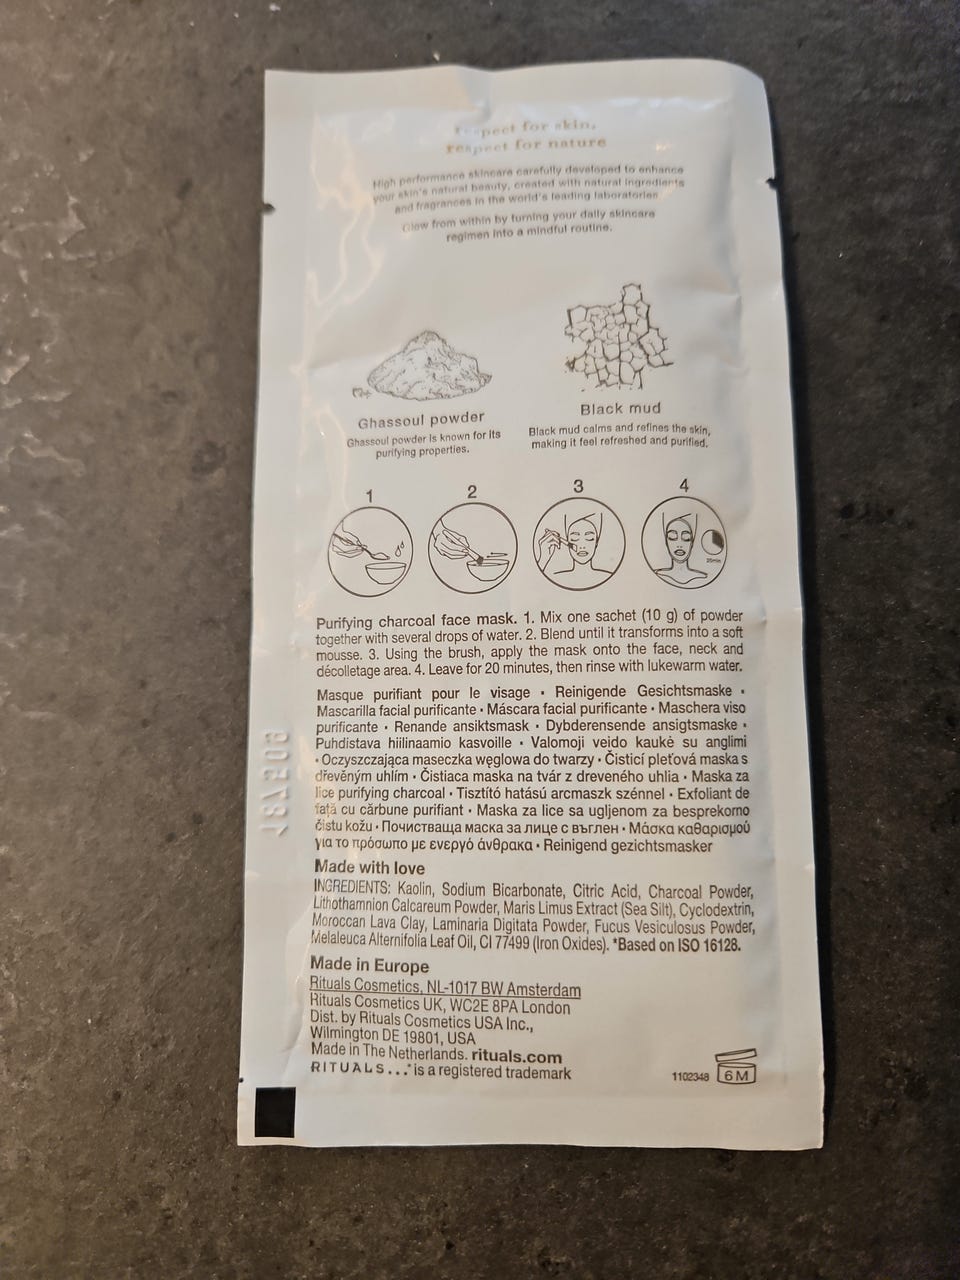 respect for skin,
respect for nature
High performance skincare carefully developed to enhance
your skin's natural beauty, created with natural ingredients
and fragrances in the world's leading laboratories
Glow from within by turning your daily skincare
regimen into a mindful routine.
Ghassoul powder
Ghassoul powder is known for its
purifying properties.
Black mud
Black mud calms and refines the skin,
making it feel refreshed and purified.
1
2
3
4
Purifying charcoal face mask. 1. Mix one sachet (10 g) of powder
together with several drops of water. 2. Blend until it transforms into a soft
mousse. 3. Using the brush, apply the mask onto the face, neck and
décolletage area. 4. Leave for 20 minutes, then rinse with lukewarm water.
Masque purifiant pour le visage • Reinigende Gesichtsmaske •
Mascarilla facial purificante • Máscara facial purificante • Maschera viso
purificante • Renande ansiktsmask • Dybderensende ansigtsmaske •
Puhdistava hiilinaamio kasvoille • Valomoji veido kaukė su anglimi
• Oczyszczająca maseczka węglowa do twarzy • Čisticí pleťová maska s
dřevěným uhlím • Čistiaca maska na tvár z dreveného uhlia • Maska za
lice purifying charcoal • Tisztító hatású arcmaszk szénnel • Exfoliant de
față cu cărbune purifiant • Maska za lice sa ugljenom za besprekorno
čistu kožu • Почистваща маска за лице с въглен • Μάσκα καθαρισμού
για το πρόσωπο με ενεργό άνθρακα • Reinigend gezichtsmasker
Made with love
INGREDIENTS: Kaolin, Sodium Bicarbonate, Citric Acid, Charcoal Powder,
Lithothamnion Calcareum Powder, Maris Limus Extract (Sea Silt), Cyclodextrin,
Moroccan Lava Clay, Laminaria Digitata Powder, Fucus Vesiculosus Powder,
Melaleuca Alternifolia Leaf Oil, CI 77499 (Iron Oxides). *Based on ISO 16128.
Made in Europe
Rituals Cosmetics, NL-1017 BW Amsterdam
Rituals Cosmetics UK, WC2E 8PA London
Dist. by Rituals Cosmetics USA Inc.,
Wilmington DE 19801, USA
Made in The Netherlands. rituals.com
RITUALS...® is a registered trademark
1102348
6M